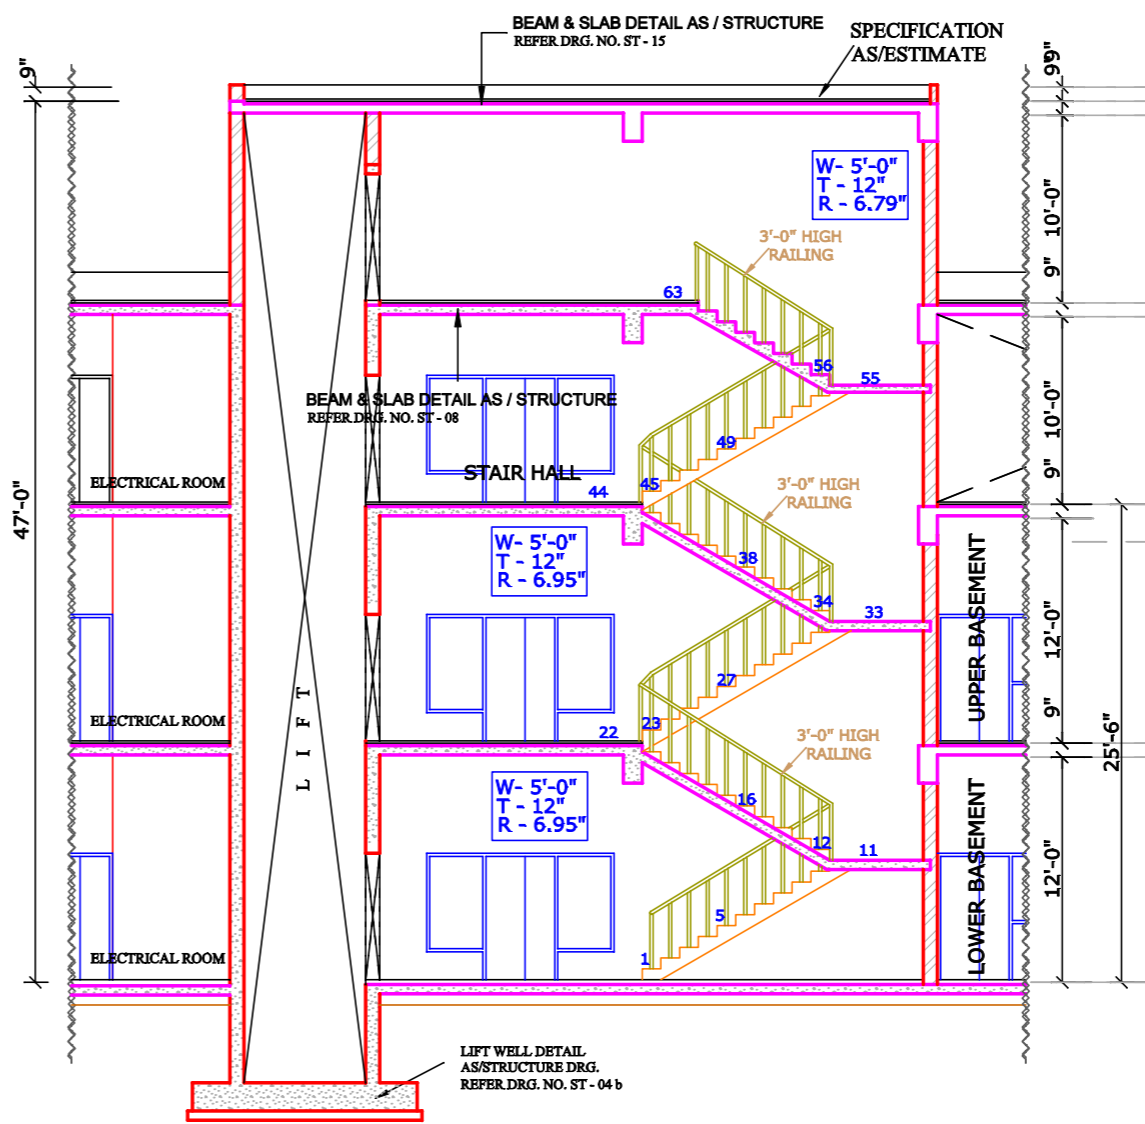 BEAM & SLAB DETAIL AS / STRUCTURE
REFER DRG. NO. ST - 15
SPECIFICATION
AS/ESTIMATE
9"
99"
W- 5'-0"
T - 12"
R - 6.79"
10'-0"
3'-0" HIGH
RAILING
9"
63
56
55
BEAM & SLAB DETAIL AS / STRUCTURE
REFER DRG. NO. ST - 08
10'-0"
49
STAIR HALL
ELECTRICAL ROOM
45
44
9"
3'-0" HIGH
RAILING
47'-0"
W- 5'-0"
T - 12"
R - 6.95"
38
34
33
UPPER BASEMENT
12'-0"
27
LIFT
ELECTRICAL ROOM
23
22
9"
25'-6"
3'-0" HIGH
RAILING
W- 5'-0"
T - 12"
R - 6.95"
16
12
11
LOWER BASEMENT
12'-0"
5
ELECTRICAL ROOM
1
LIFT WELL DETAIL
AS/STRUCTURE DRG.
REFER DRG. NO. ST - 04 b